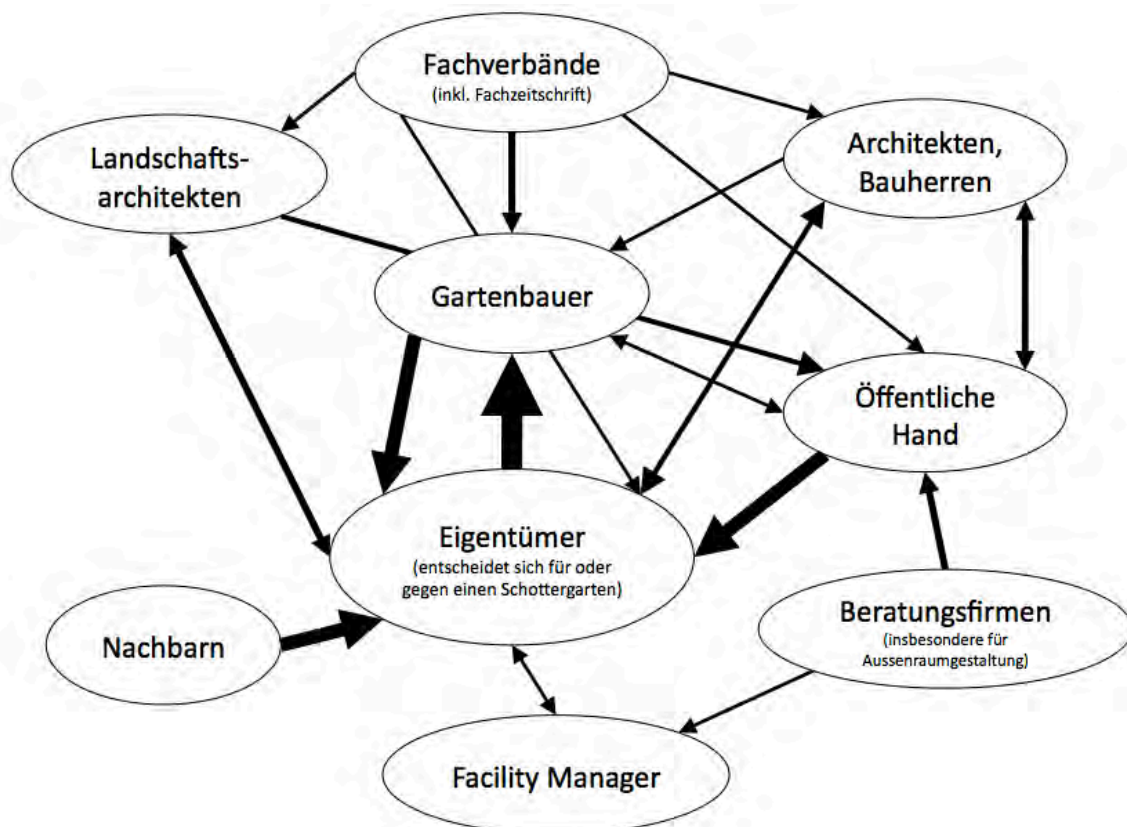 Fachverbände
(inkl. Fachzeitschrift)
Landschafts-
architekten
Architekten,
Bauherren
Gartenbauer
Öffentliche
Hand
Eigentümer
(entscheidet sich für oder
gegen einen Schottergarten)
Nachbarn
Beratungsfirmen
(insbesondere für
Aussenraumgestaltung)
Facility Manager